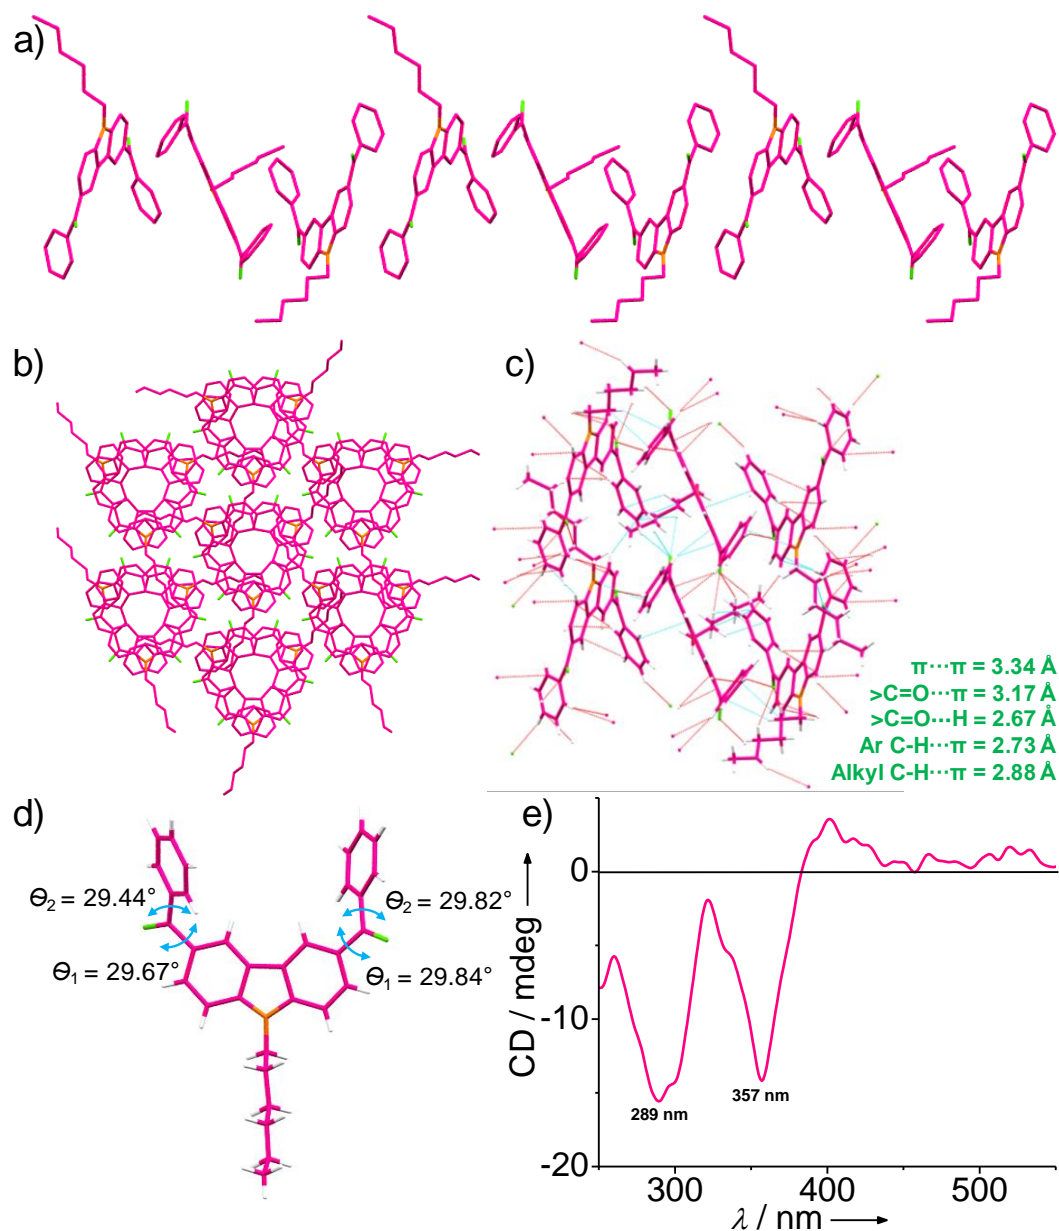 a)
b)
c)
π···π = 3.34 Å
>C=O···π = 3.17 Å
>C=O···H = 2.67 Å
Ar C-H···π = 2.73 Å
Alkyl C-H···π = 2.88 Å
d)
ϴ2 = 29.44°
ϴ2 = 29.82°
ϴ1 = 29.67°
ϴ1 = 29.84°
e)
0
-10
-20
CD / mdeg
289 nm
357 nm
300
400
500
λ / nm